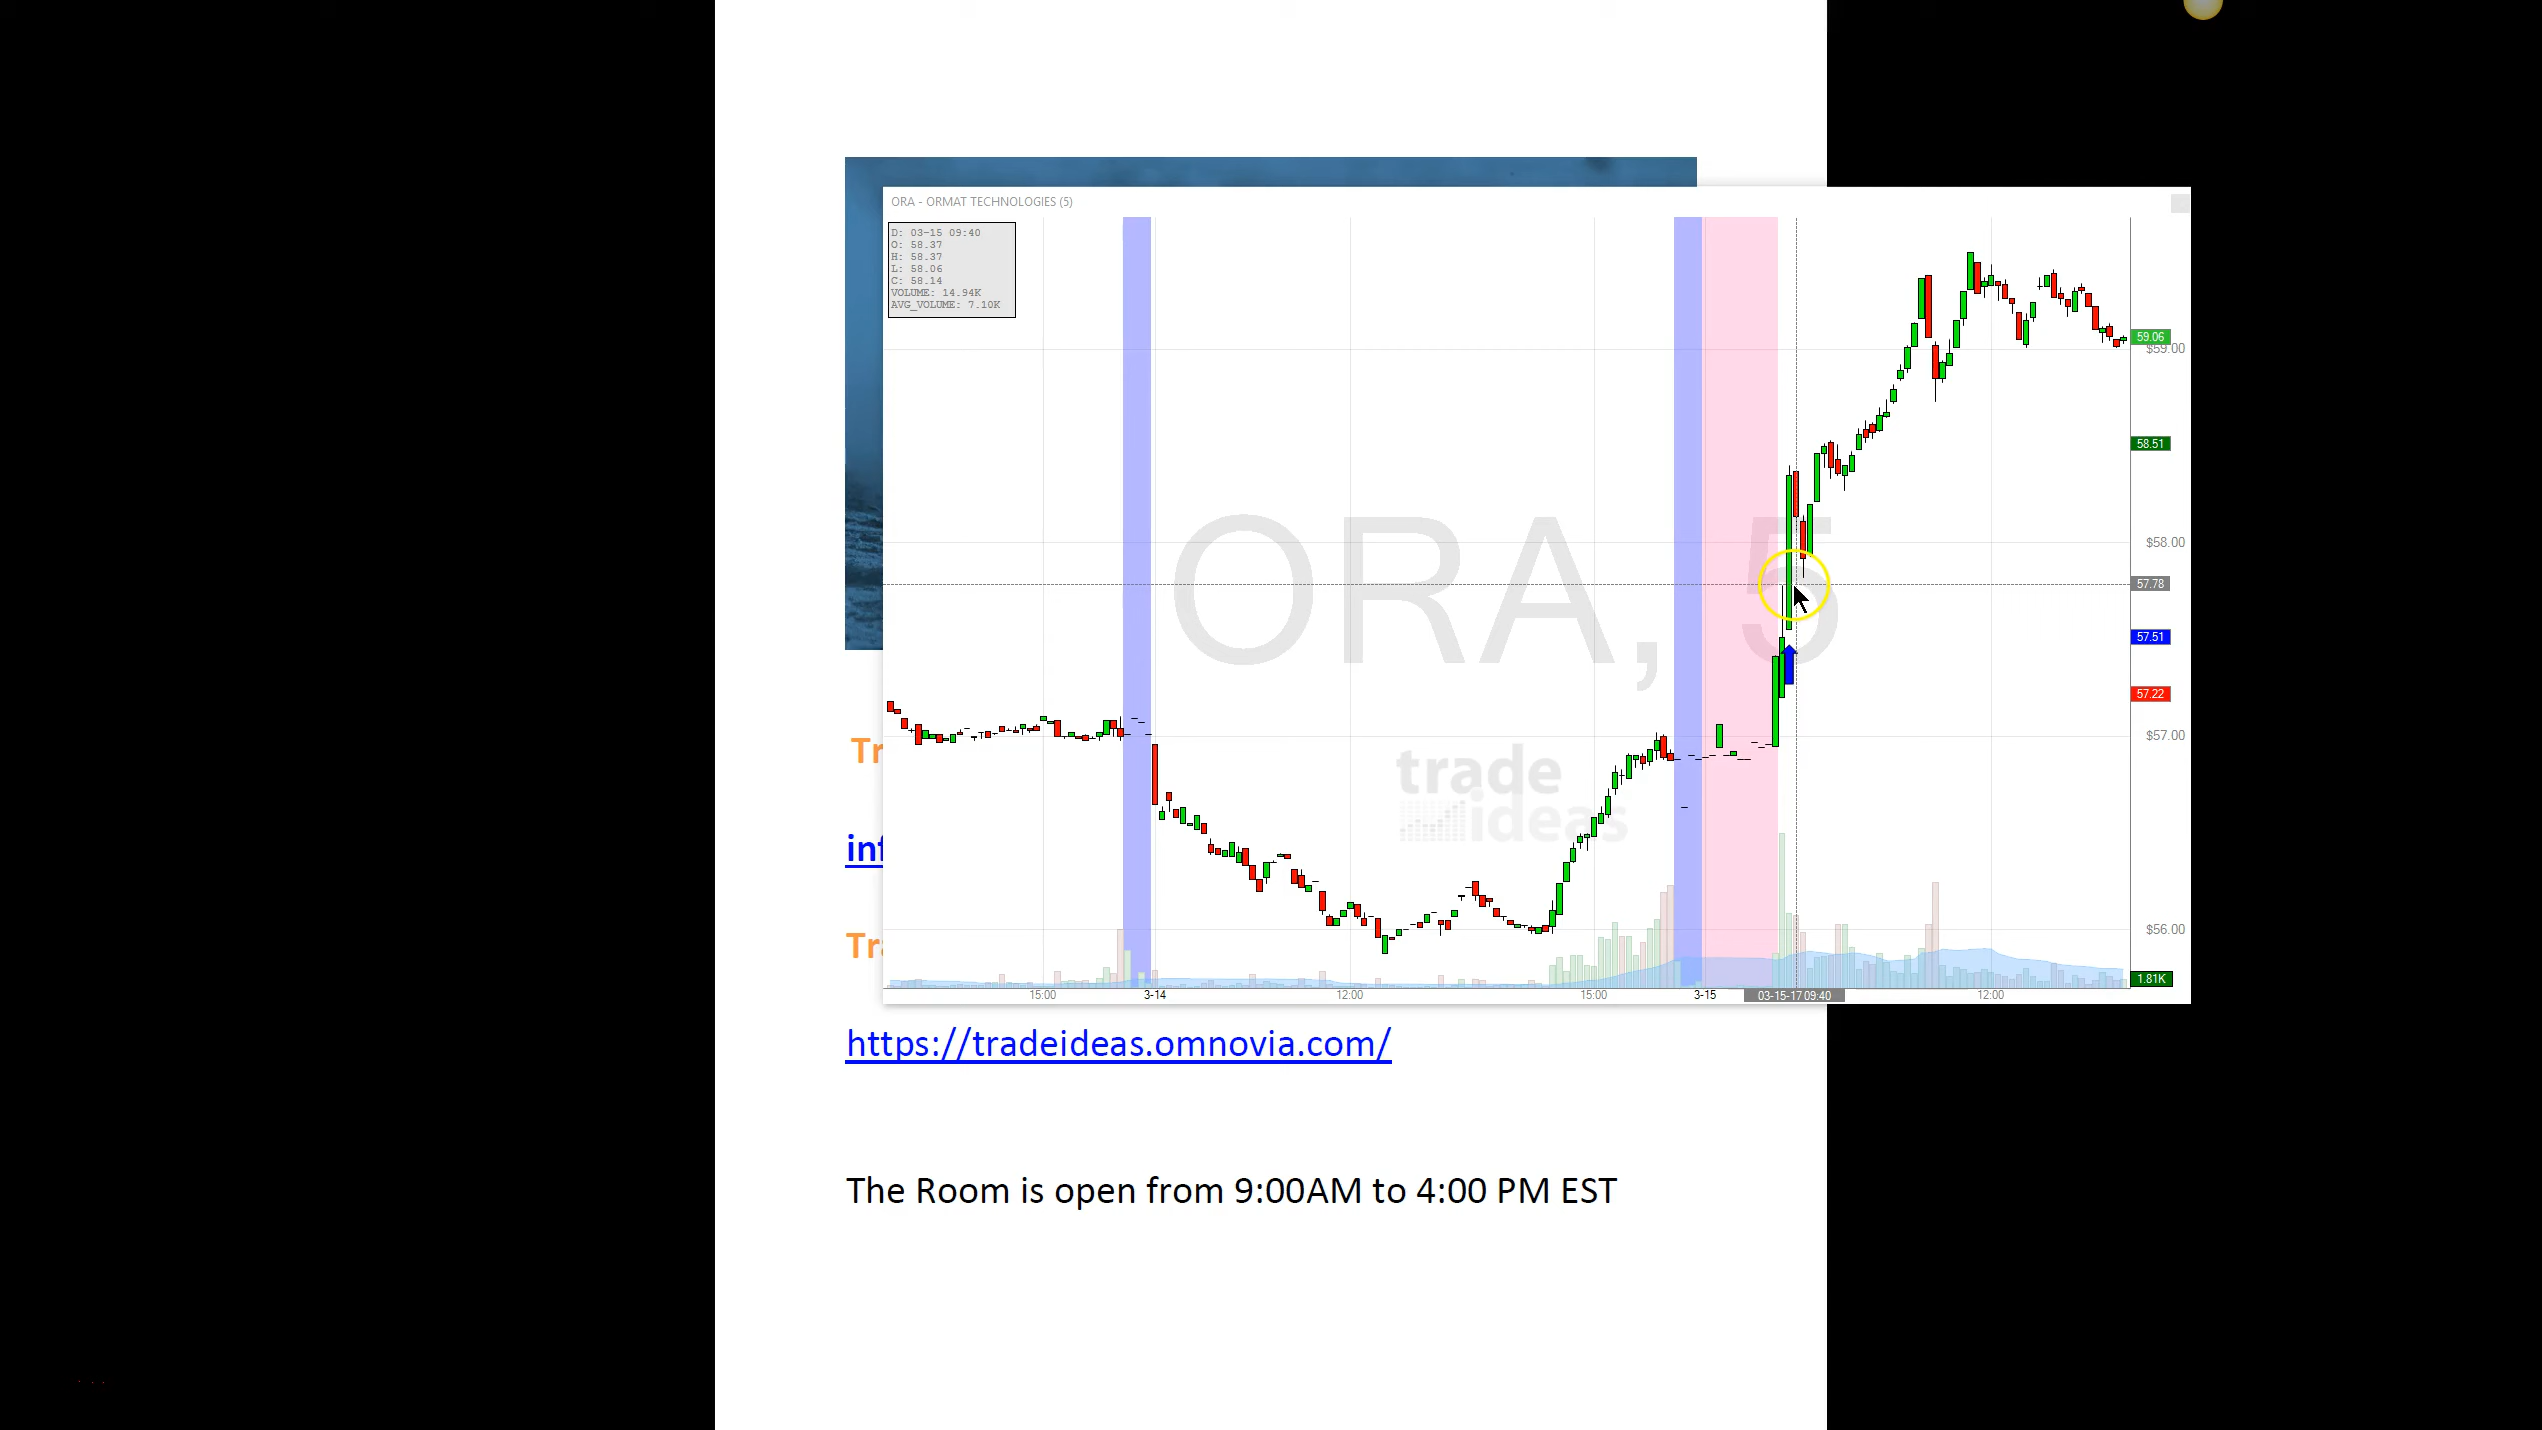 ORA - ORMAT TECHNOLOGIES (5)
D: 03-15 09:40
O: 58.37
H: 58.37
L: 58.06
C: 58.14
VOLUME: 14.94K
AVG_VOLUME: 7.10K
59.06
$59.00
58.51
ORA, 5
$58.00
57.78
57.51
57.22
$57.00
trade
ideas
$56.00
1.81K
15:00
3-14
12:00
15:00
3-15
03-15-17 09:40
12:00
Tr
inf
Tra
https://tradeideas.omnovia.com/
The Room is open from 9:00AM to 4:00 PM EST